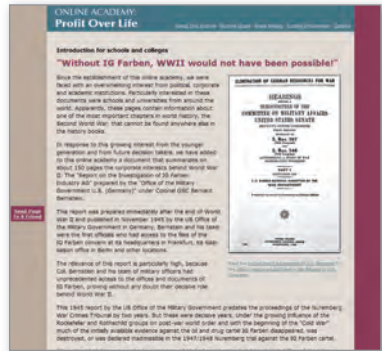 ONLINE ACADEMY:
Profit Over Life
Introduction for schools and colleges
"Without IG Farben, WWII would not have been possible!"
Since the establishment of this online academy, we were
faced with an overwhelming interest from political, corporate
and academic institutions. Particularly interested in these
documents were schools and universities from around the
world. Apparently, these pages contain information about
one of the most important chapters in world history, the
Second World War, that cannot be found anywhere else in
the history books.
In response to this growing interest from the younger
generation and from future decision takers, we have added
to this online academy a document that summarizes on
about 150 pages the corporate interests behind World War
II: The "Report on the Investigation of IG Farben
Industry AG" prepared by the "Office of the Military
Government U.S. (Germany)" under Colonel GSC Bernard
Bernstein.
This report was prepared immediately after the end of World
War II and published in November 1945 by the US Office of
the Military Government in Germany. Bernstein and his team
were the first officials who had access to the files of the
IG Farben concern at its headquarters in Frankfurt, its
office in Berlin and other locations.
The relevance of this report is particularly high, because
Col. Bernstein and his team of military officers had
unprecedented access to the offices and documents of
IG Farben, proving without any doubt their decisive role
behind World War II.
This 1945 report by the US Office of the Military Government predates the proceedings of the Nuremberg
War Crimes Tribunal by two years. But these were decisive years, under the growing influence of the
Rockefeller and Rothschild groups on post-war world order and with the beginning of the "Cold War"
much of the initially available evidence against the oil and drug cartel IG Farben disappeared, was
destroyed, or was declared inadmissible in the 1947/1948 Nuremberg trial against the IG Farben cartel.
ELIMINATION OF GERMAN RESOURCES FOR WAR
HEARINGS
BEFORE A
SUBCOMMITTEE OF THE
COMMITTEE ON MILITARY AFFAIRS
UNITED STATES SENATE
Send Page
To A Friend